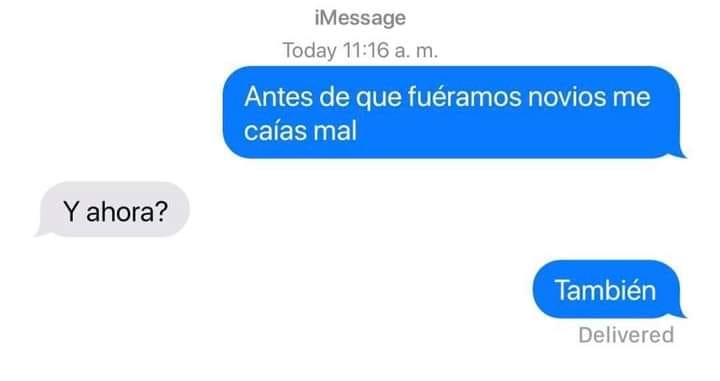 iMessage
Today 11:16 a. m.
Antes de que fuéramos novios me
caías mal
Y ahora?
También
Delivered